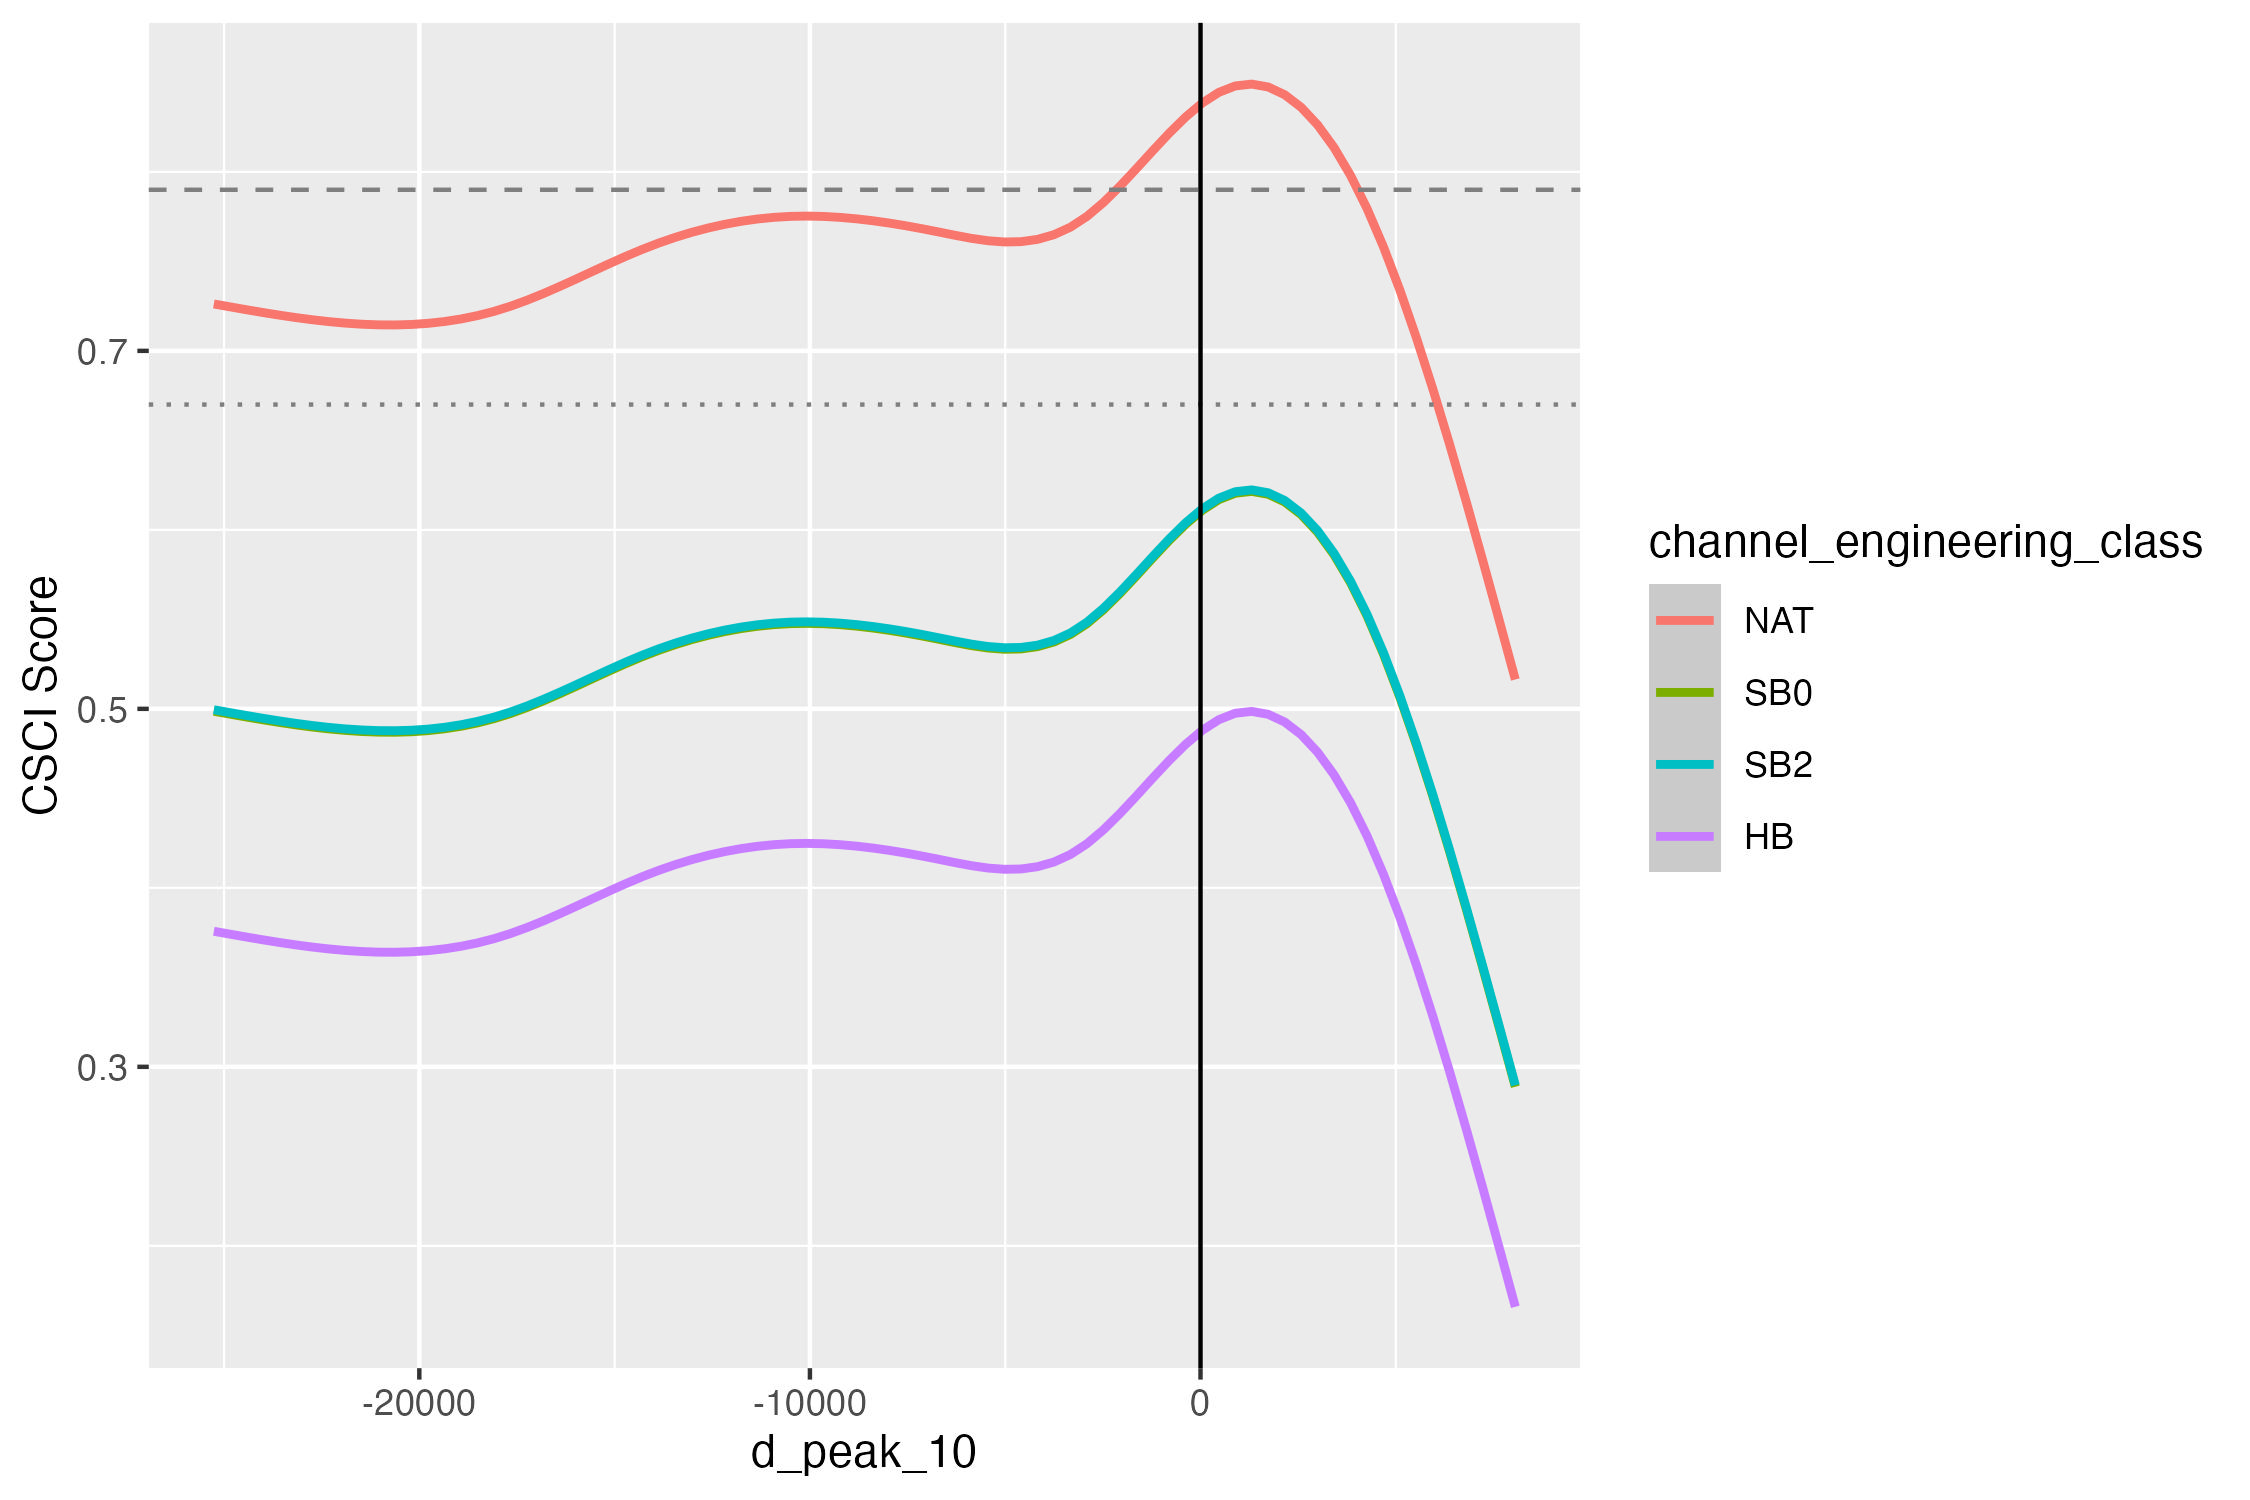 CSCI Score
0.7
0.5
0.3
-20000
-10000
0
d_peak_10
channel_engineering_class
NAT
SB0
SB2
HB